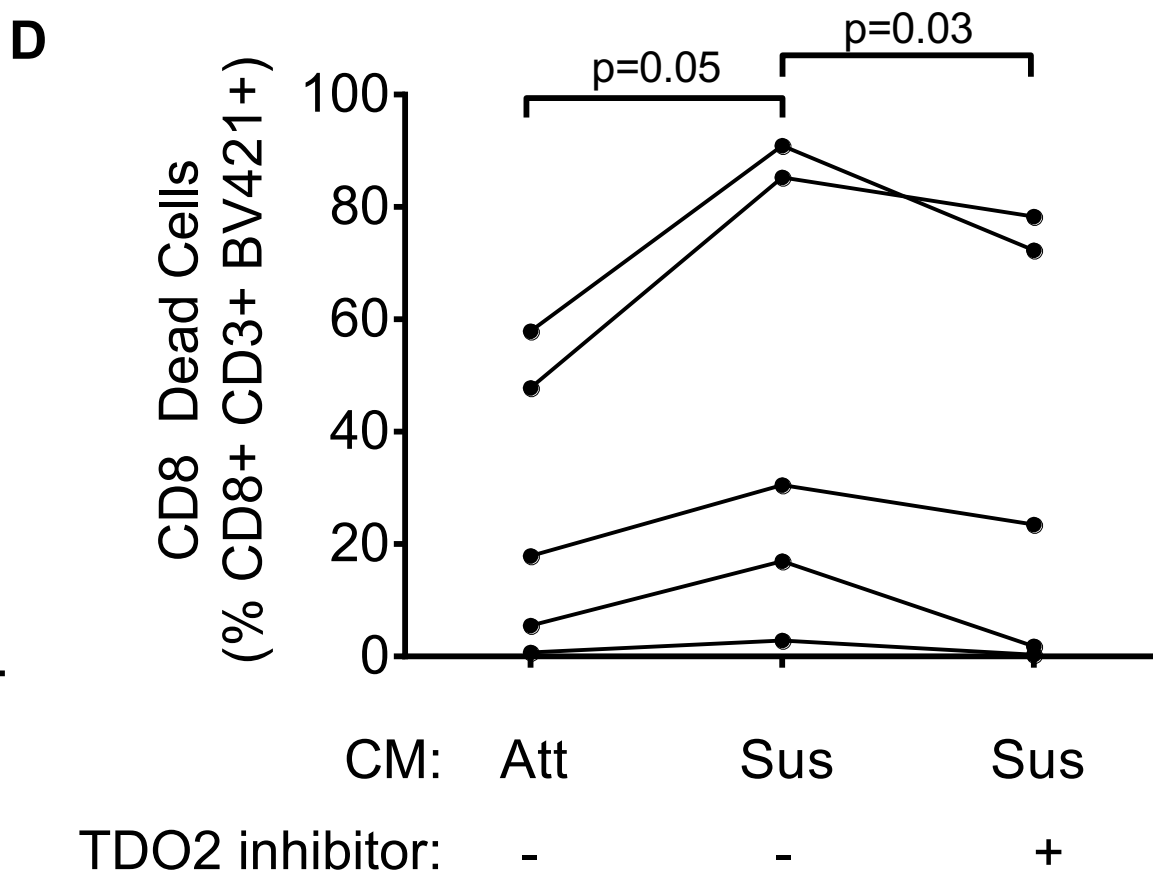 D
p=0.03
p=0.05
CD8 Dead Cells
(% CD8+ CD3+ BV421+)
100
80
60
40
20
0
CM: Att Sus Sus
TDO2 inhibitor: - - +